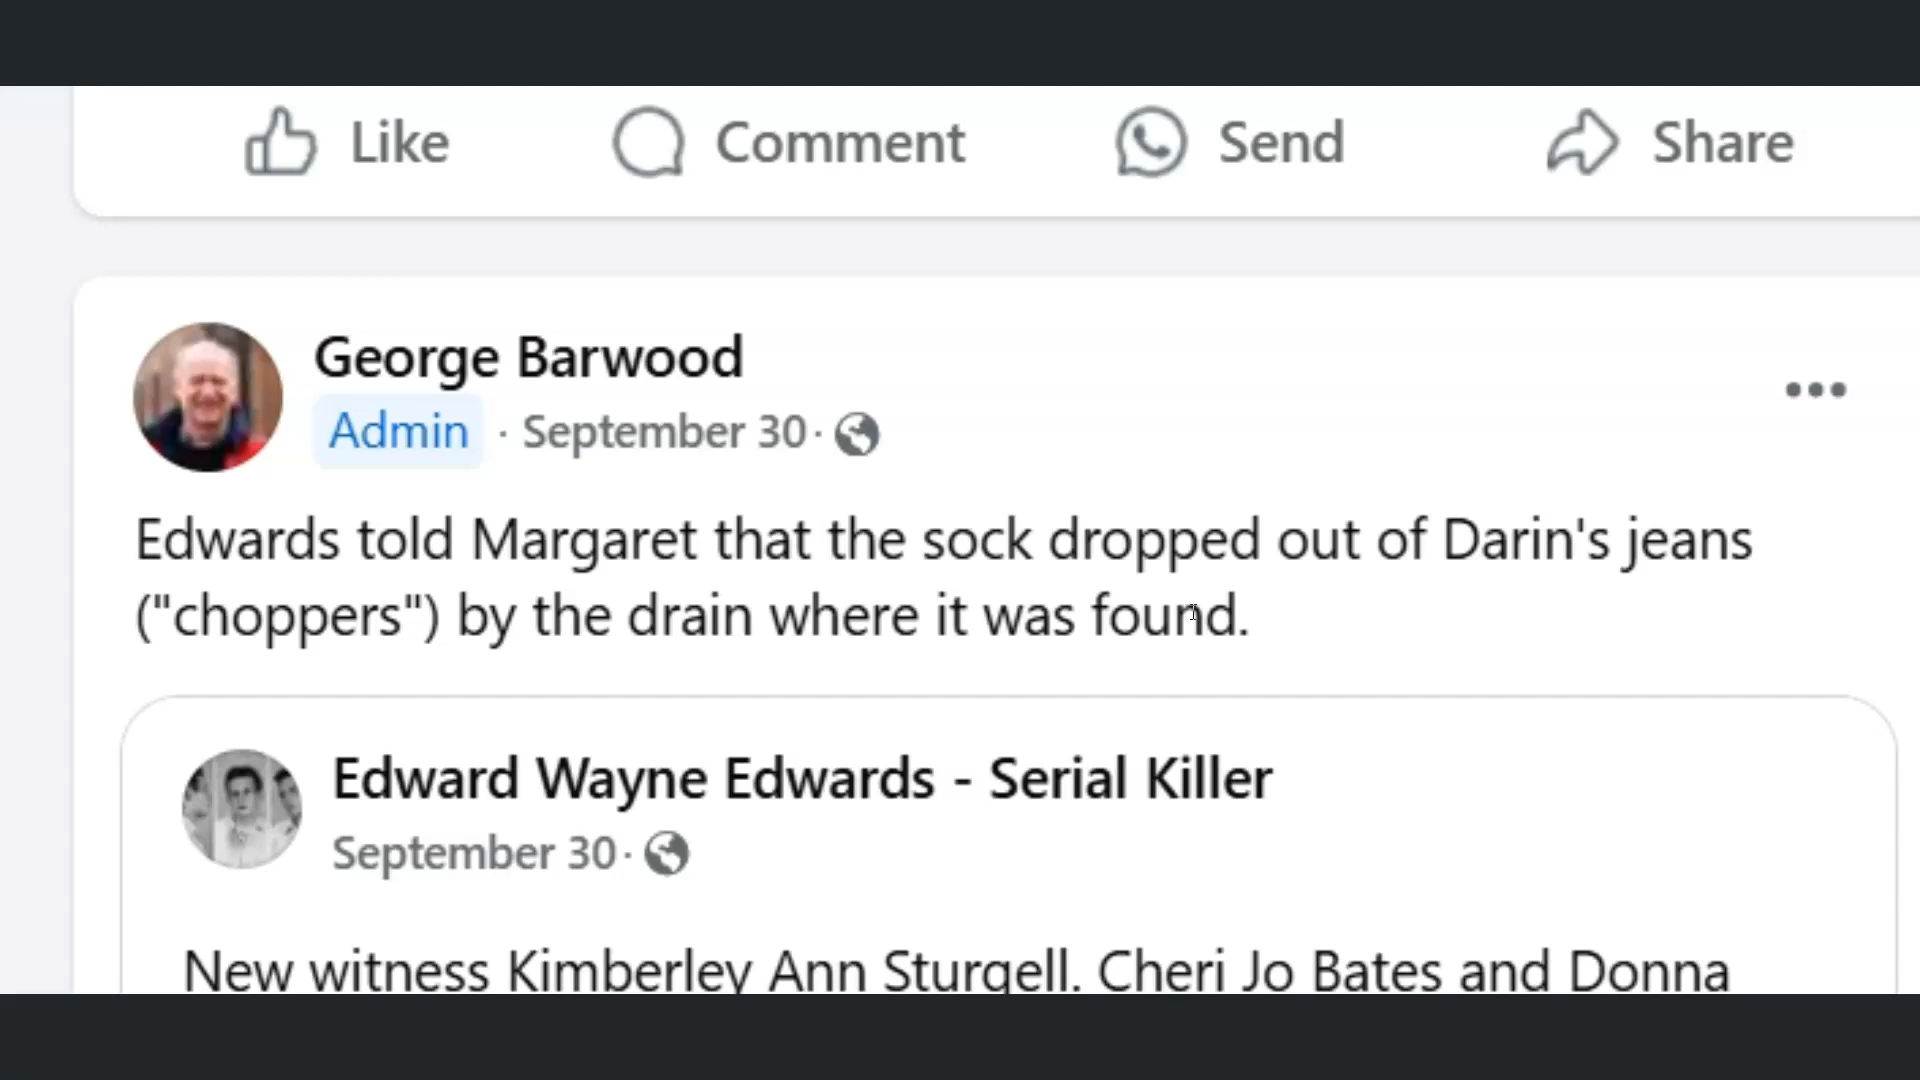 Like Comment Send Share
George Barwood
Admin · September 30 ·
Edwards told Margaret that the sock dropped out of Darin's jeans
("choppers") by the drain where it was found.
Edward Wayne Edwards - Serial Killer
September 30 ·
New witness Kimberley Ann Sturgell. Cheri Jo Bates and Donna